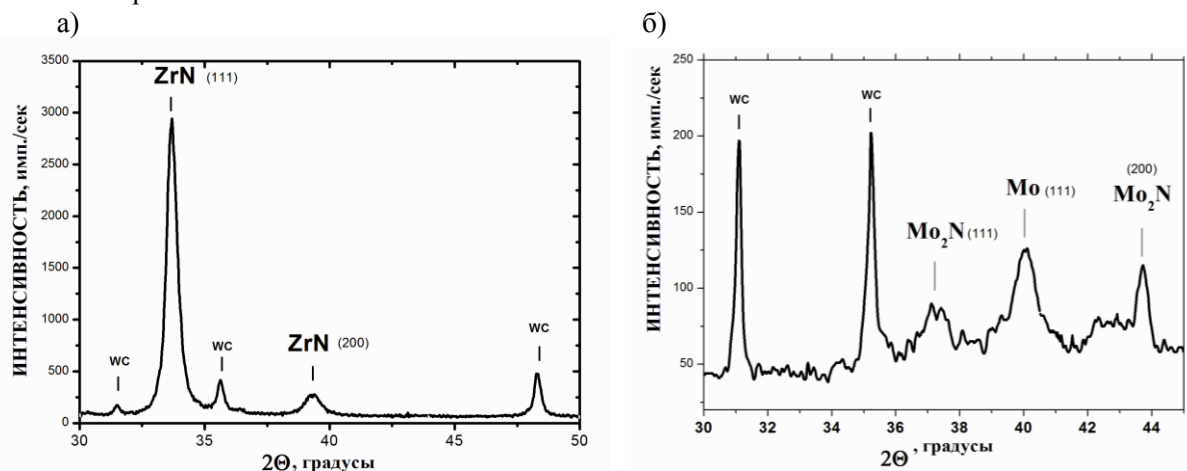 а)
3500
3000
2500
2000
1500
1000
500
0
ИНТЕНСИВНОСТЬ, имп./сек
ZrN (111)
WC
WC
ZrN (200)
WC
30 35 40 45 50
2Θ, градусы
б)
250
200
150
100
50
ИНТЕНСИВНОСТЬ, имп./сек
WC
WC
Mo₂N (111)
Mo (111)
(200)
Mo₂N
30 32 34 36 38 40 42 44
2Θ, градусы